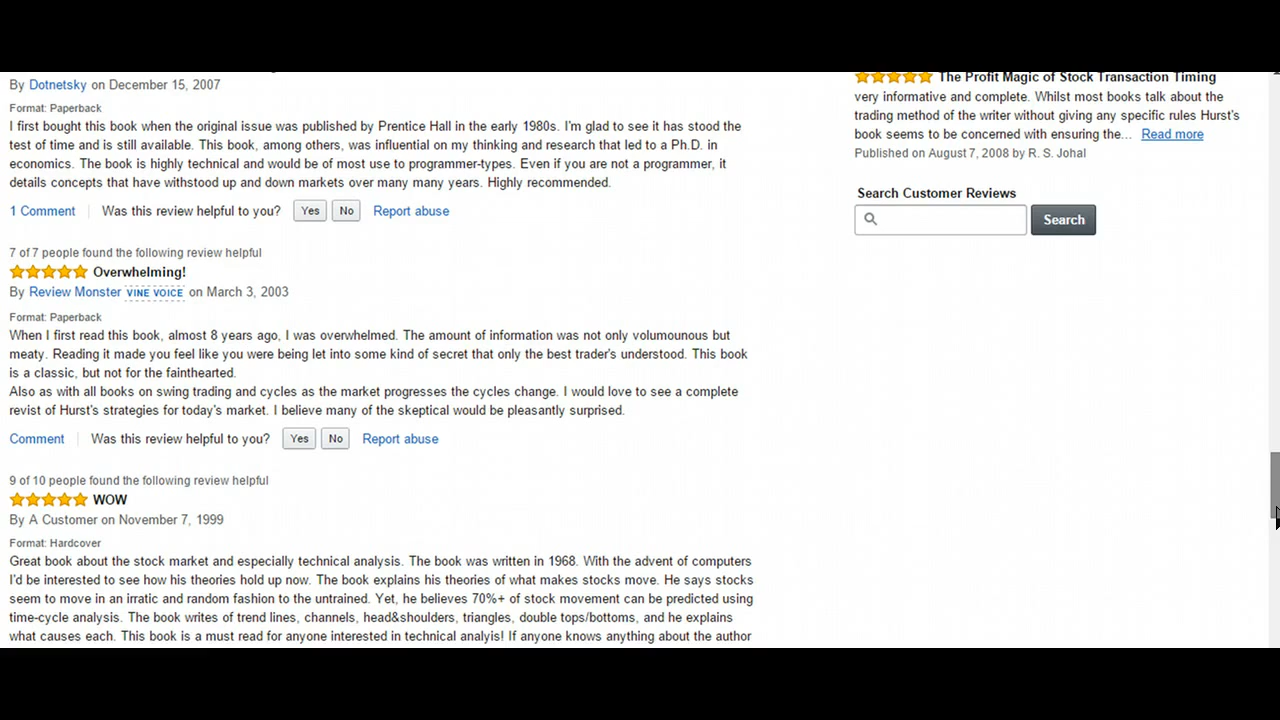 By Dotnetsky on December 15, 2007
Format: Paperback
I first bought this book when the original issue was published by Prentice Hall in the early 1980s. I'm glad to see it has stood the
test of time and is still available. This book, among others, was influential on my thinking and research that led to a Ph.D. in
economics. The book is highly technical and would be of most use to programmer-types. Even if you are not a programmer, it
details concepts that have withstood up and down markets over many many years. Highly recommended.
1 Comment Was this review helpful to you? Yes No Report abuse
7 of 7 people found the following review helpful
Overwhelming!
By Review Monster VINE VOICE on March 3, 2003
Format: Paperback
When I first read this book, almost 8 years ago, I was overwhelmed. The amount of information was not only volumounous but
meaty. Reading it made you feel like you were being let into some kind of secret that only the best trader's understood. This book
is a classic, but not for the fainthearted.
Also as with all books on swing trading and cycles as the market progresses the cycles change. I would love to see a complete
revist of Hurst's strategies for today's market. I believe many of the skeptical would be pleasantly surprised.
Comment Was this review helpful to you? Yes No Report abuse
9 of 10 people found the following review helpful
WOW
By A Customer on November 7, 1999
Format: Hardcover
Great book about the stock market and especially technical analysis. The book was written in 1968. With the advent of computers
I'd be interested to see how his theories hold up now. The book explains his theories of what makes stocks move. He says stocks
seem to move in an irratic and random fashion to the untrained. Yet, he believes 70%+ of stock movement can be predicted using
time-cycle analysis. The book writes of trend lines, channels, head&shoulders, triangles, double tops/bottoms, and he explains
what causes each. This book is a must read for anyone interested in technical analyis! If anyone knows anything about the author
The Profit Magic of Stock Transaction Timing
very informative and complete. Whilst most books talk about the
trading method of the writer without giving any specific rules Hurst's
book seems to be concerned with ensuring the... Read more
Published on August 7, 2008 by R. S. Johal
Search Customer Reviews
Search